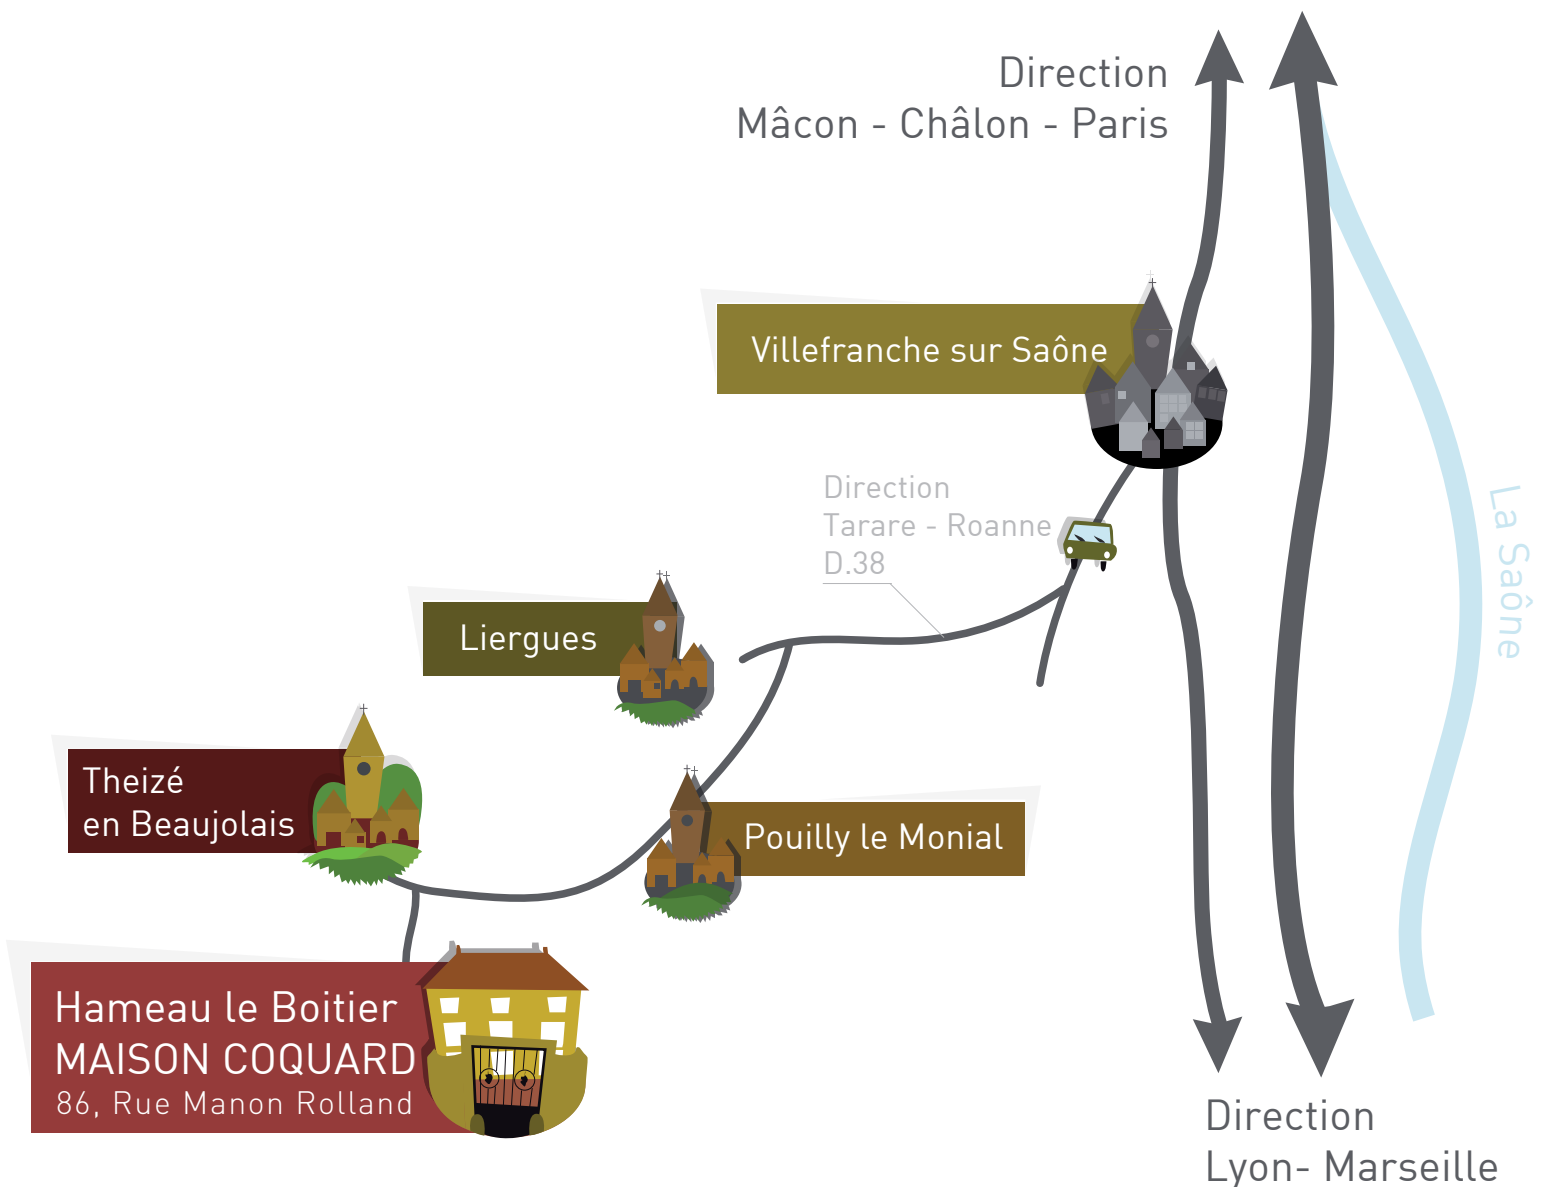 Direction
Mâcon - Châlon - Paris
Villefranche sur Saône
Direction
Tarare - Roanne
D.38
La Saône
Liergues
Theizé
en Beaujolais
Pouilly le Monial
Hameau le Boitier
MAISON COQUARD
86, Rue Manon Rolland
Direction
Lyon- Marseille